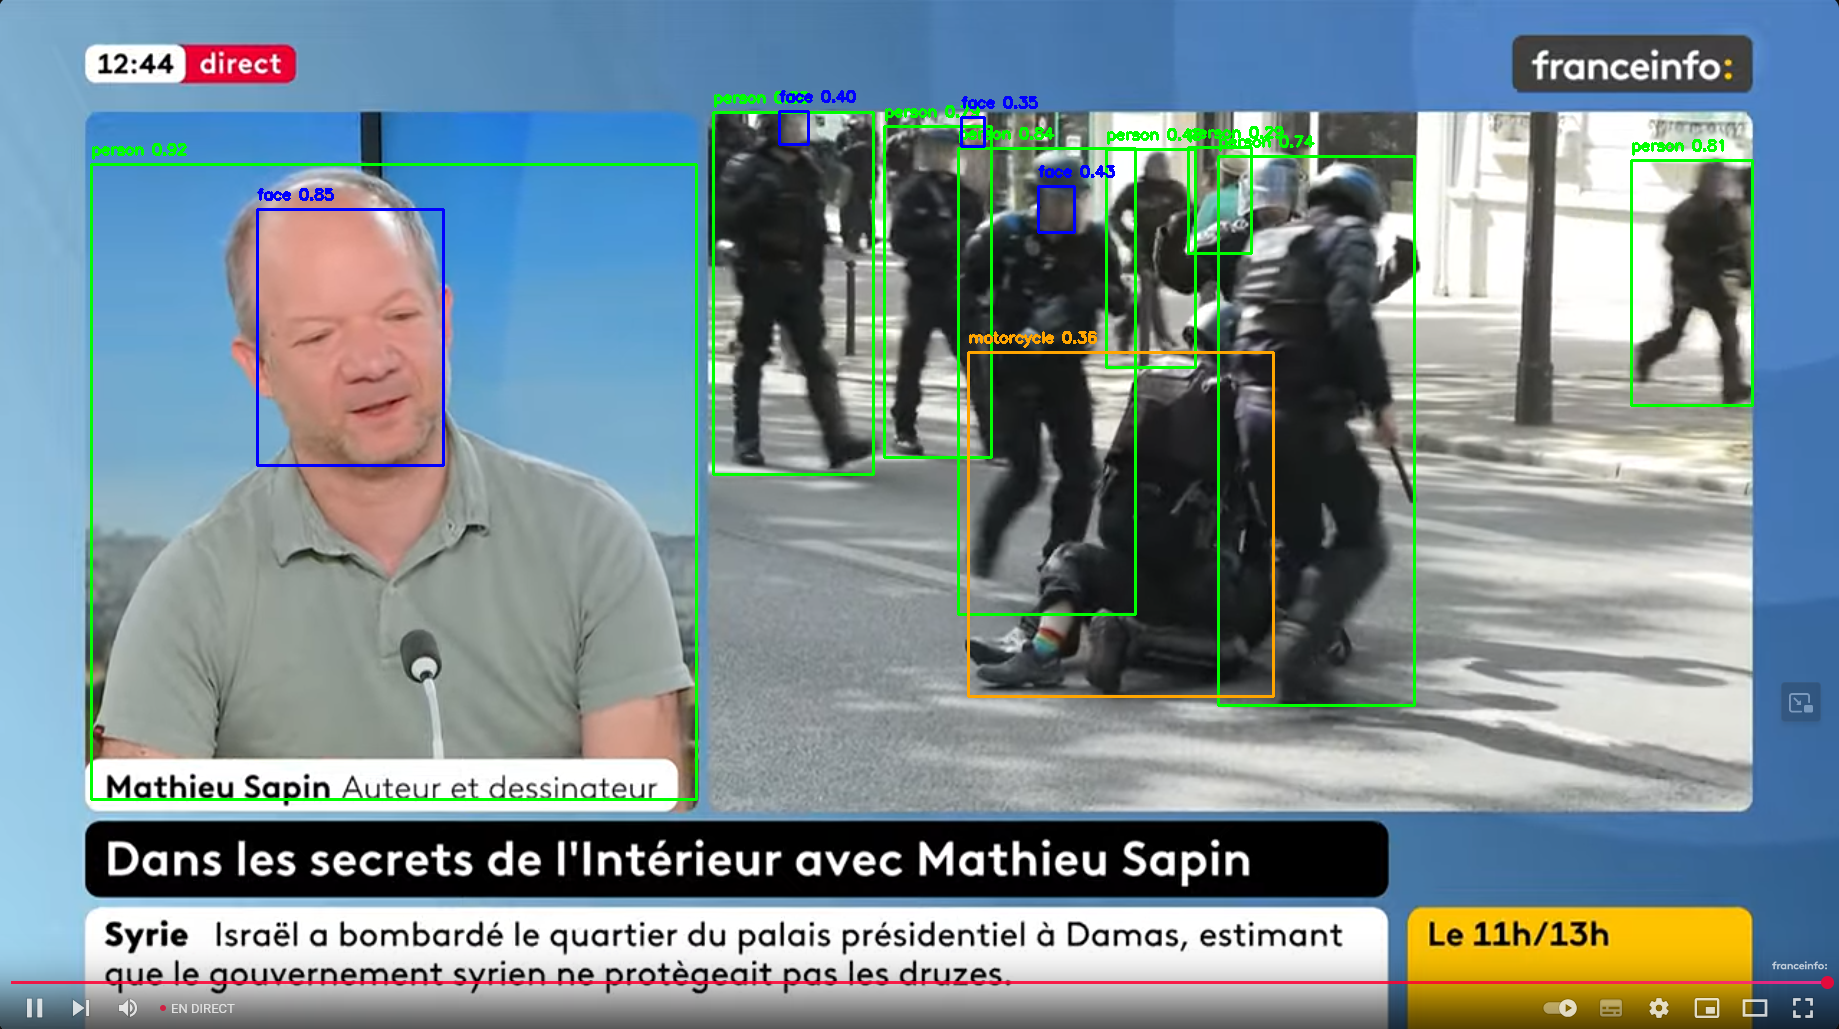 12:44 direct
franceinfo:
person 0.92
face 0.85
face 0.40
face 0.35
face 0.43
person 0.74
person 0.81
motorcycle 0.36
Mathieu Sapin Auteur et dessinateur
Dans les secrets de l'Intérieur avec Mathieu Sapin
Syrie Israël a bombardé le quartier du palais présidentiel à Damas, estimant
que le gouvernement syrien ne protègeait pas les druzes.
Le 11h/13h
franceinfo:
EN DIRECT